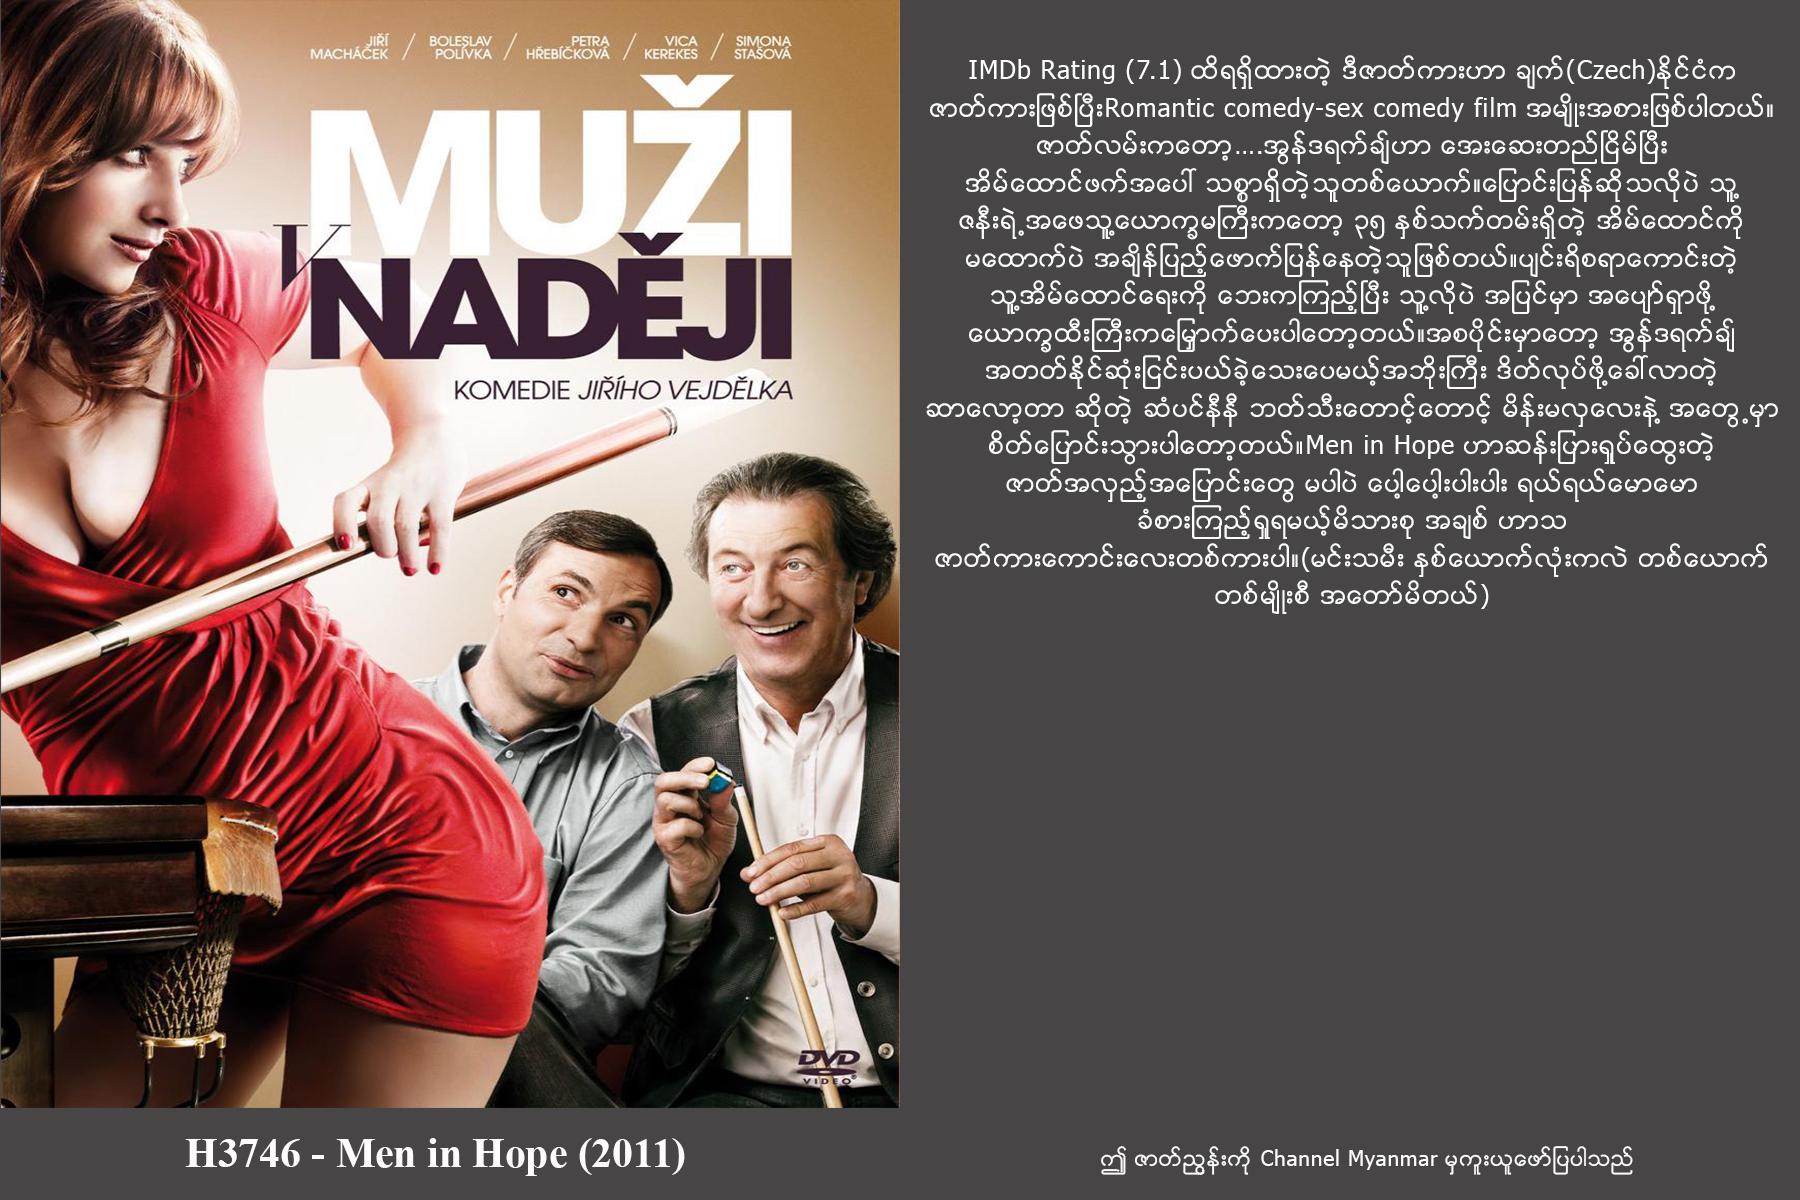 JIŘÍ MACHÁČEK / BOLESLAV POLÍVKA / PETRA HŘEBÍČKOVÁ / VICA KEREKES / SIMONA STAŠOVÁ
MUŽI
V NADĚJI
KOMEDIE JIŘÍHO VEJDĚLKA
DVD
VIDEO
H3746 - Men in Hope (2011)
IMDb Rating (7.1) ထိရရှိထားတဲ့ ဒီဇာတ်ကားဟာ ချက်(Czech)နိုင်ငံက
ဇာတ်ကားဖြစ်ပြီးRomantic comedy-sex comedy film အမျိုးအစားဖြစ်ပါတယ်။
ဇာတ်လမ်းကတော့....အွန်ဒရက်ချ်ဟာ အေးဆေးတည်ငြိမ်ပြီး
အိမ်ထောင်ဖက်အပေါ် သစ္စာရှိတဲ့သူတစ်ယောက်။ပြောင်းပြန်ဆိုသလိုပဲ သူ့
ဇနီးရဲ့အဖေသူ့ယောက္ခမကြီးကတော့ ၃၅ နှစ်သက်တမ်းရှိတဲ့ အိမ်ထောင်ကို
မထောက်ပဲ အချိန်ပြည့်ဖောက်ပြန်နေတဲ့သူဖြစ်တယ်။ပျင်းရိစရာကောင်းတဲ့
သူ့အိမ်ထောင်ရေးကို ဘေးကကြည့်ပြီး သူ့လိုပဲ အပြင်မှာ အပျော်ရှာဖို့
ယောက္ခထီးကြီးကမြှောက်ပေးပါတော့တယ်။အစပိုင်းမှာတော့ အွန်ဒရက်ချ်
အတတ်နိုင်ဆုံးငြင်းပယ်ခဲ့သေးပေမယ့်အဘိုးကြီး ဒိတ်လုပ်ဖို့ခေါ်လာတဲ့
ဆာလော့တာ ဆိုတဲ့ ဆံပင်နီနီ ဘတ်သီးတောင့်တောင့် မိန်းမလှလေးနဲ့ အတွေ့မှာ
စိတ်ပြောင်းသွားပါတော့တယ်။Men in Hope ဟာဆန်းပြားရှုပ်ထွေးတဲ့
ဇာတ်အလှည့်အပြောင်းတွေ မပါပဲ ပေ့ါပေ့ါးပါးပါး ရယ်ရယ်မောမော
ခံစားကြည့်ရှုရမယ့်မိသားစု အချစ် ဟာသ
ဇာတ်ကားကောင်းလေးတစ်ကားပါ။(မင်းသမီး နှစ်ယောက်လုံးကလဲ တစ်ယောက်
တစ်မျိုးစီ အတော်မိတယ်)
ဤ ဇာတ်ညွှန်းကို Channel Myanmar မှကူးယူဖော်ပြပါသည်